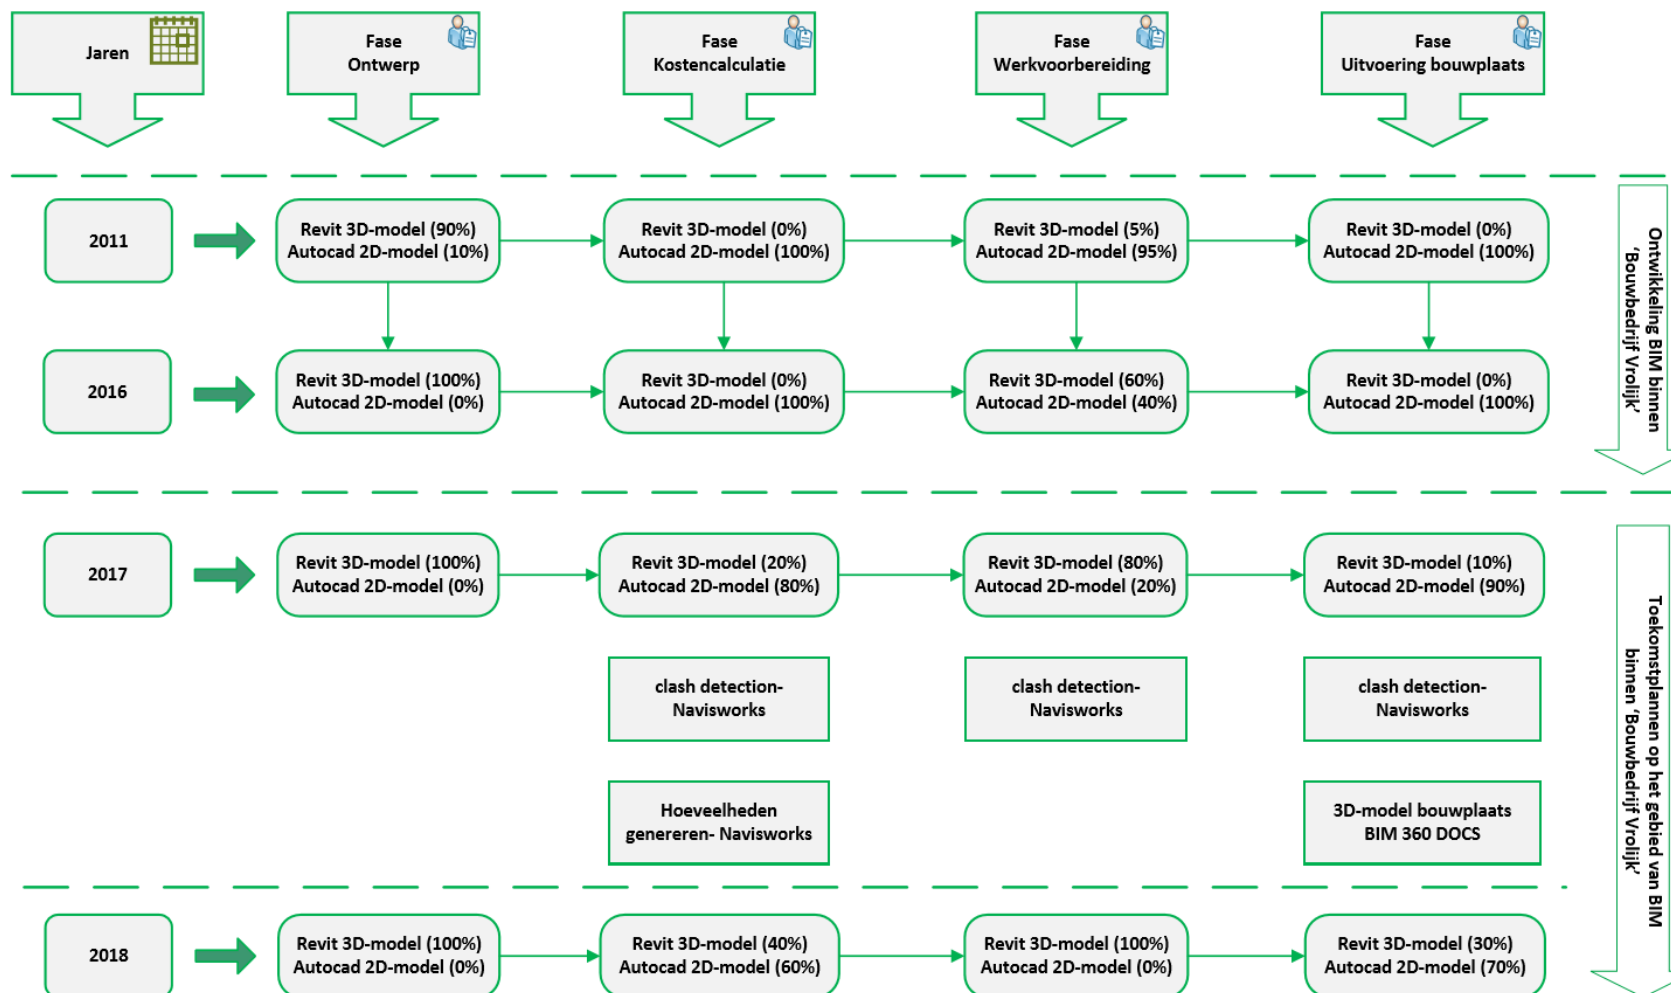 Jaren
Fase
Ontwerp
Fase
Kostencalculatie
Fase
Werkvoorbereiding
Fase
Uitvoering bouwplaats
2011
Revit 3D-model (90%)
Autocad 2D-model (10%)
Revit 3D-model (0%)
Autocad 2D-model (100%)
Revit 3D-model (5%)
Autocad 2D-model (95%)
Revit 3D-model (0%)
Autocad 2D-model (100%)
2016
Revit 3D-model (100%)
Autocad 2D-model (0%)
Revit 3D-model (0%)
Autocad 2D-model (100%)
Revit 3D-model (60%)
Autocad 2D-model (40%)
Revit 3D-model (0%)
Autocad 2D-model (100%)
Ontwikkeling BIM binnen
‘Bouwbedrijf Vrolijk’
2017
Revit 3D-model (100%)
Autocad 2D-model (0%)
Revit 3D-model (20%)
Autocad 2D-model (80%)
Revit 3D-model (80%)
Autocad 2D-model (20%)
Revit 3D-model (10%)
Autocad 2D-model (90%)
clash detection-
Navisworks
clash detection-
Navisworks
clash detection-
Navisworks
Hoeveelheden
genereren- Navisworks
3D-model bouwplaats
BIM 360 DOCS
2018
Revit 3D-model (100%)
Autocad 2D-model (0%)
Revit 3D-model (40%)
Autocad 2D-model (60%)
Revit 3D-model (100%)
Autocad 2D-model (0%)
Revit 3D-model (30%)
Autocad 2D-model (70%)
Toekomstplannen op het gebied van BIM
binnen ‘Bouwbedrijf Vrolijk’